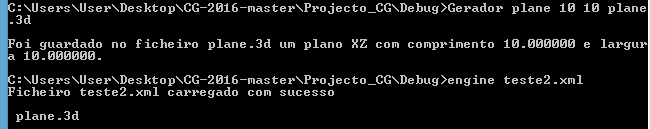 C:\Users\User\Desktop\CG-2016-master\Projecto_CG\Debug>Gerador plane 10 10 plane
.3d
Foi guardado no ficheiro plane.3d um plano XZ com comprimento 10.000000 e largur
a 10.000000.
C:\Users\User\Desktop\CG-2016-master\Projecto_CG\Debug>engine teste2.xml
Ficheiro teste2.xml carregado com sucesso
plane.3d